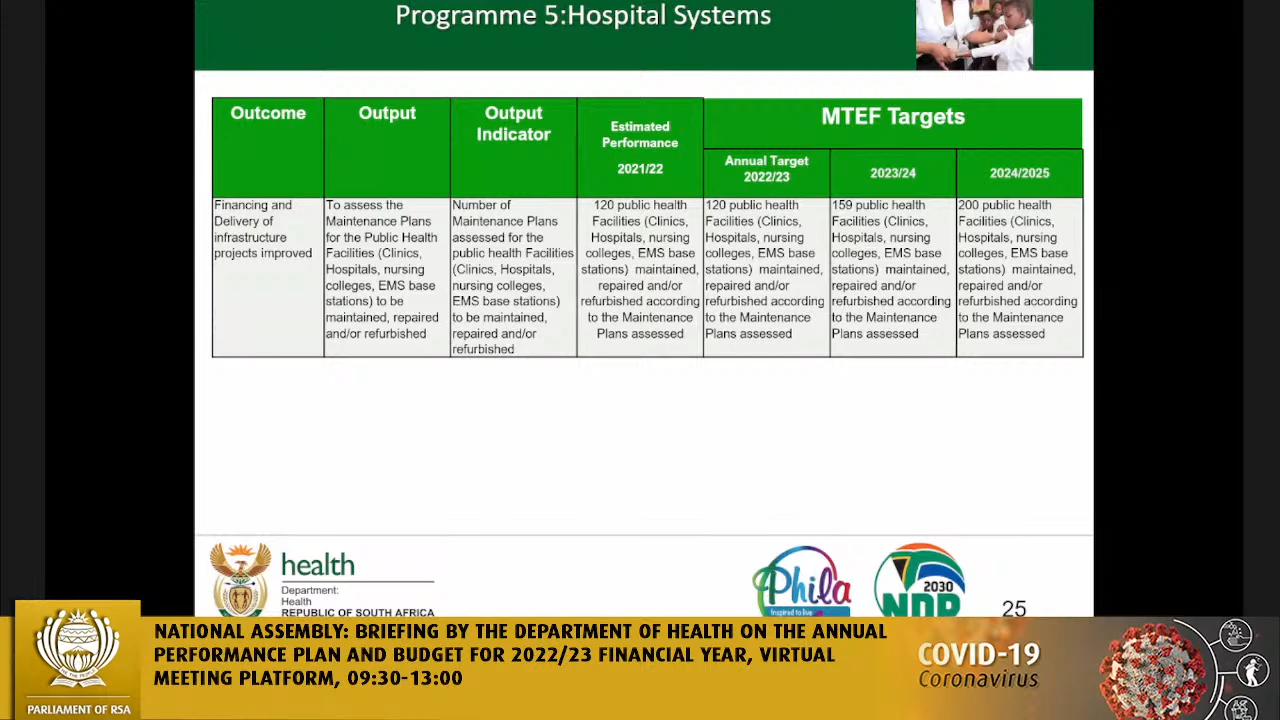 Programme 5:Hospital Systems
Outcome
Output
Output
Indicator
Estimated
Performance
2021/22
MTEF Targets
Annual Target
2022/23
2023/24
2024/2025
Financing and
Delivery of
infrastructure
projects improved
To assess the
Maintenance Plans
for the Public Health
Facilities (Clinics,
Hospitals, nursing
colleges, EMS base
stations) to be
maintained, repaired
and/or refurbished
Number of
Maintenance Plans
assessed for the
public health Facilities
(Clinics, Hospitals,
nursing colleges,
EMS base stations)
to be maintained,
repaired and/or
refurbished
120 public health
Facilities (Clinics,
Hospitals, nursing
colleges, EMS base
stations) maintained,
repaired and/or
refurbished according
to the Maintenance
Plans assessed
120 public health
Facilities (Clinics,
Hospitals, nursing
colleges, EMS base
stations) maintained,
repaired and/or
refurbished according
to the Maintenance
Plans assessed
159 public health
Facilities (Clinics,
Hospitals, nursing
colleges, EMS base
stations) maintained,
repaired and/or
refurbished according
to the Maintenance
Plans assessed
200 public health
Facilities (Clinics,
Hospitals, nursing
colleges, EMS base
stations) maintained,
repaired and/or
refurbished according
to the Maintenance
Plans assessed
health
Department:
Health
REPUBLIC OF SOUTH AFRICA
Phila
Inspired to live
2030
NDP
25
NATIONAL ASSEMBLY: BRIEFING BY THE DEPARTMENT OF HEALTH ON THE ANNUAL
PERFORMANCE PLAN AND BUDGET FOR 2022/23 FINANCIAL YEAR, VIRTUAL
MEETING PLATFORM, 09:30-13:00
PARLIAMENT OF RSA
COVID-19
Coronavirus